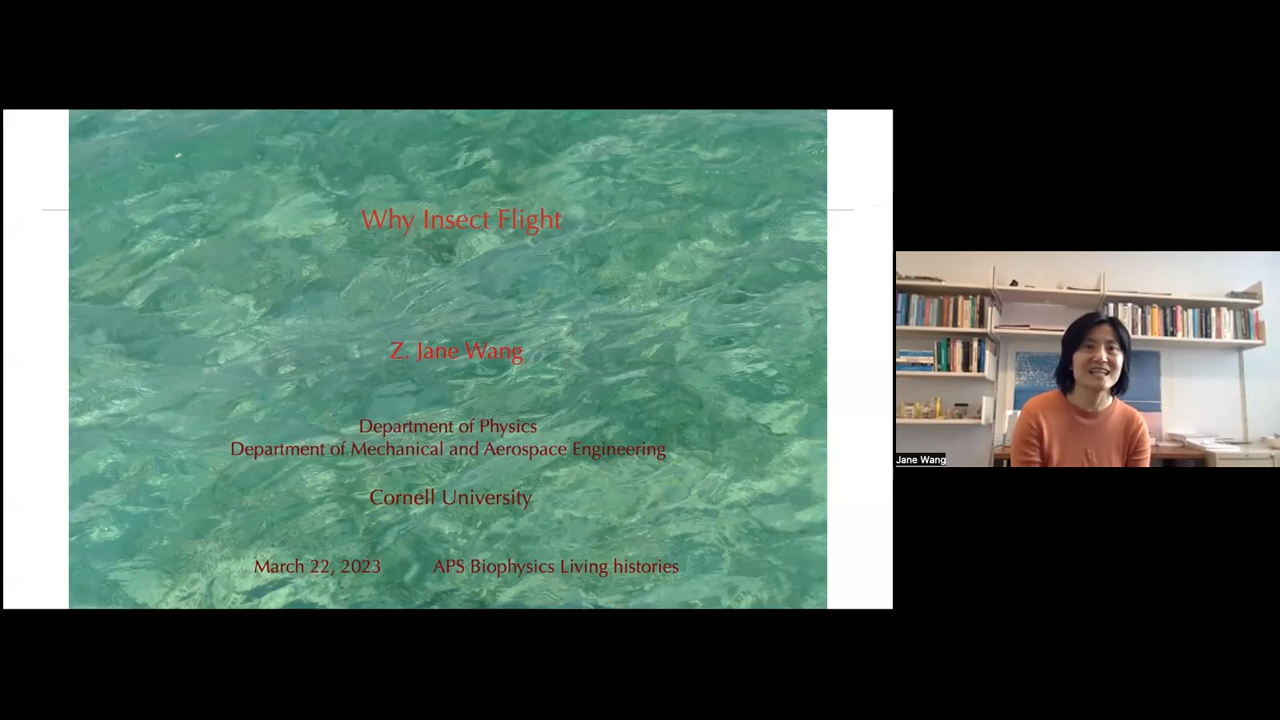 Why Insect Flight
Z. Jane Wang
Department of Physics
Department of Mechanical and Aerospace Engineering
Cornell University
March 22, 2023 APS Biophysics Living histories
Jane Wang